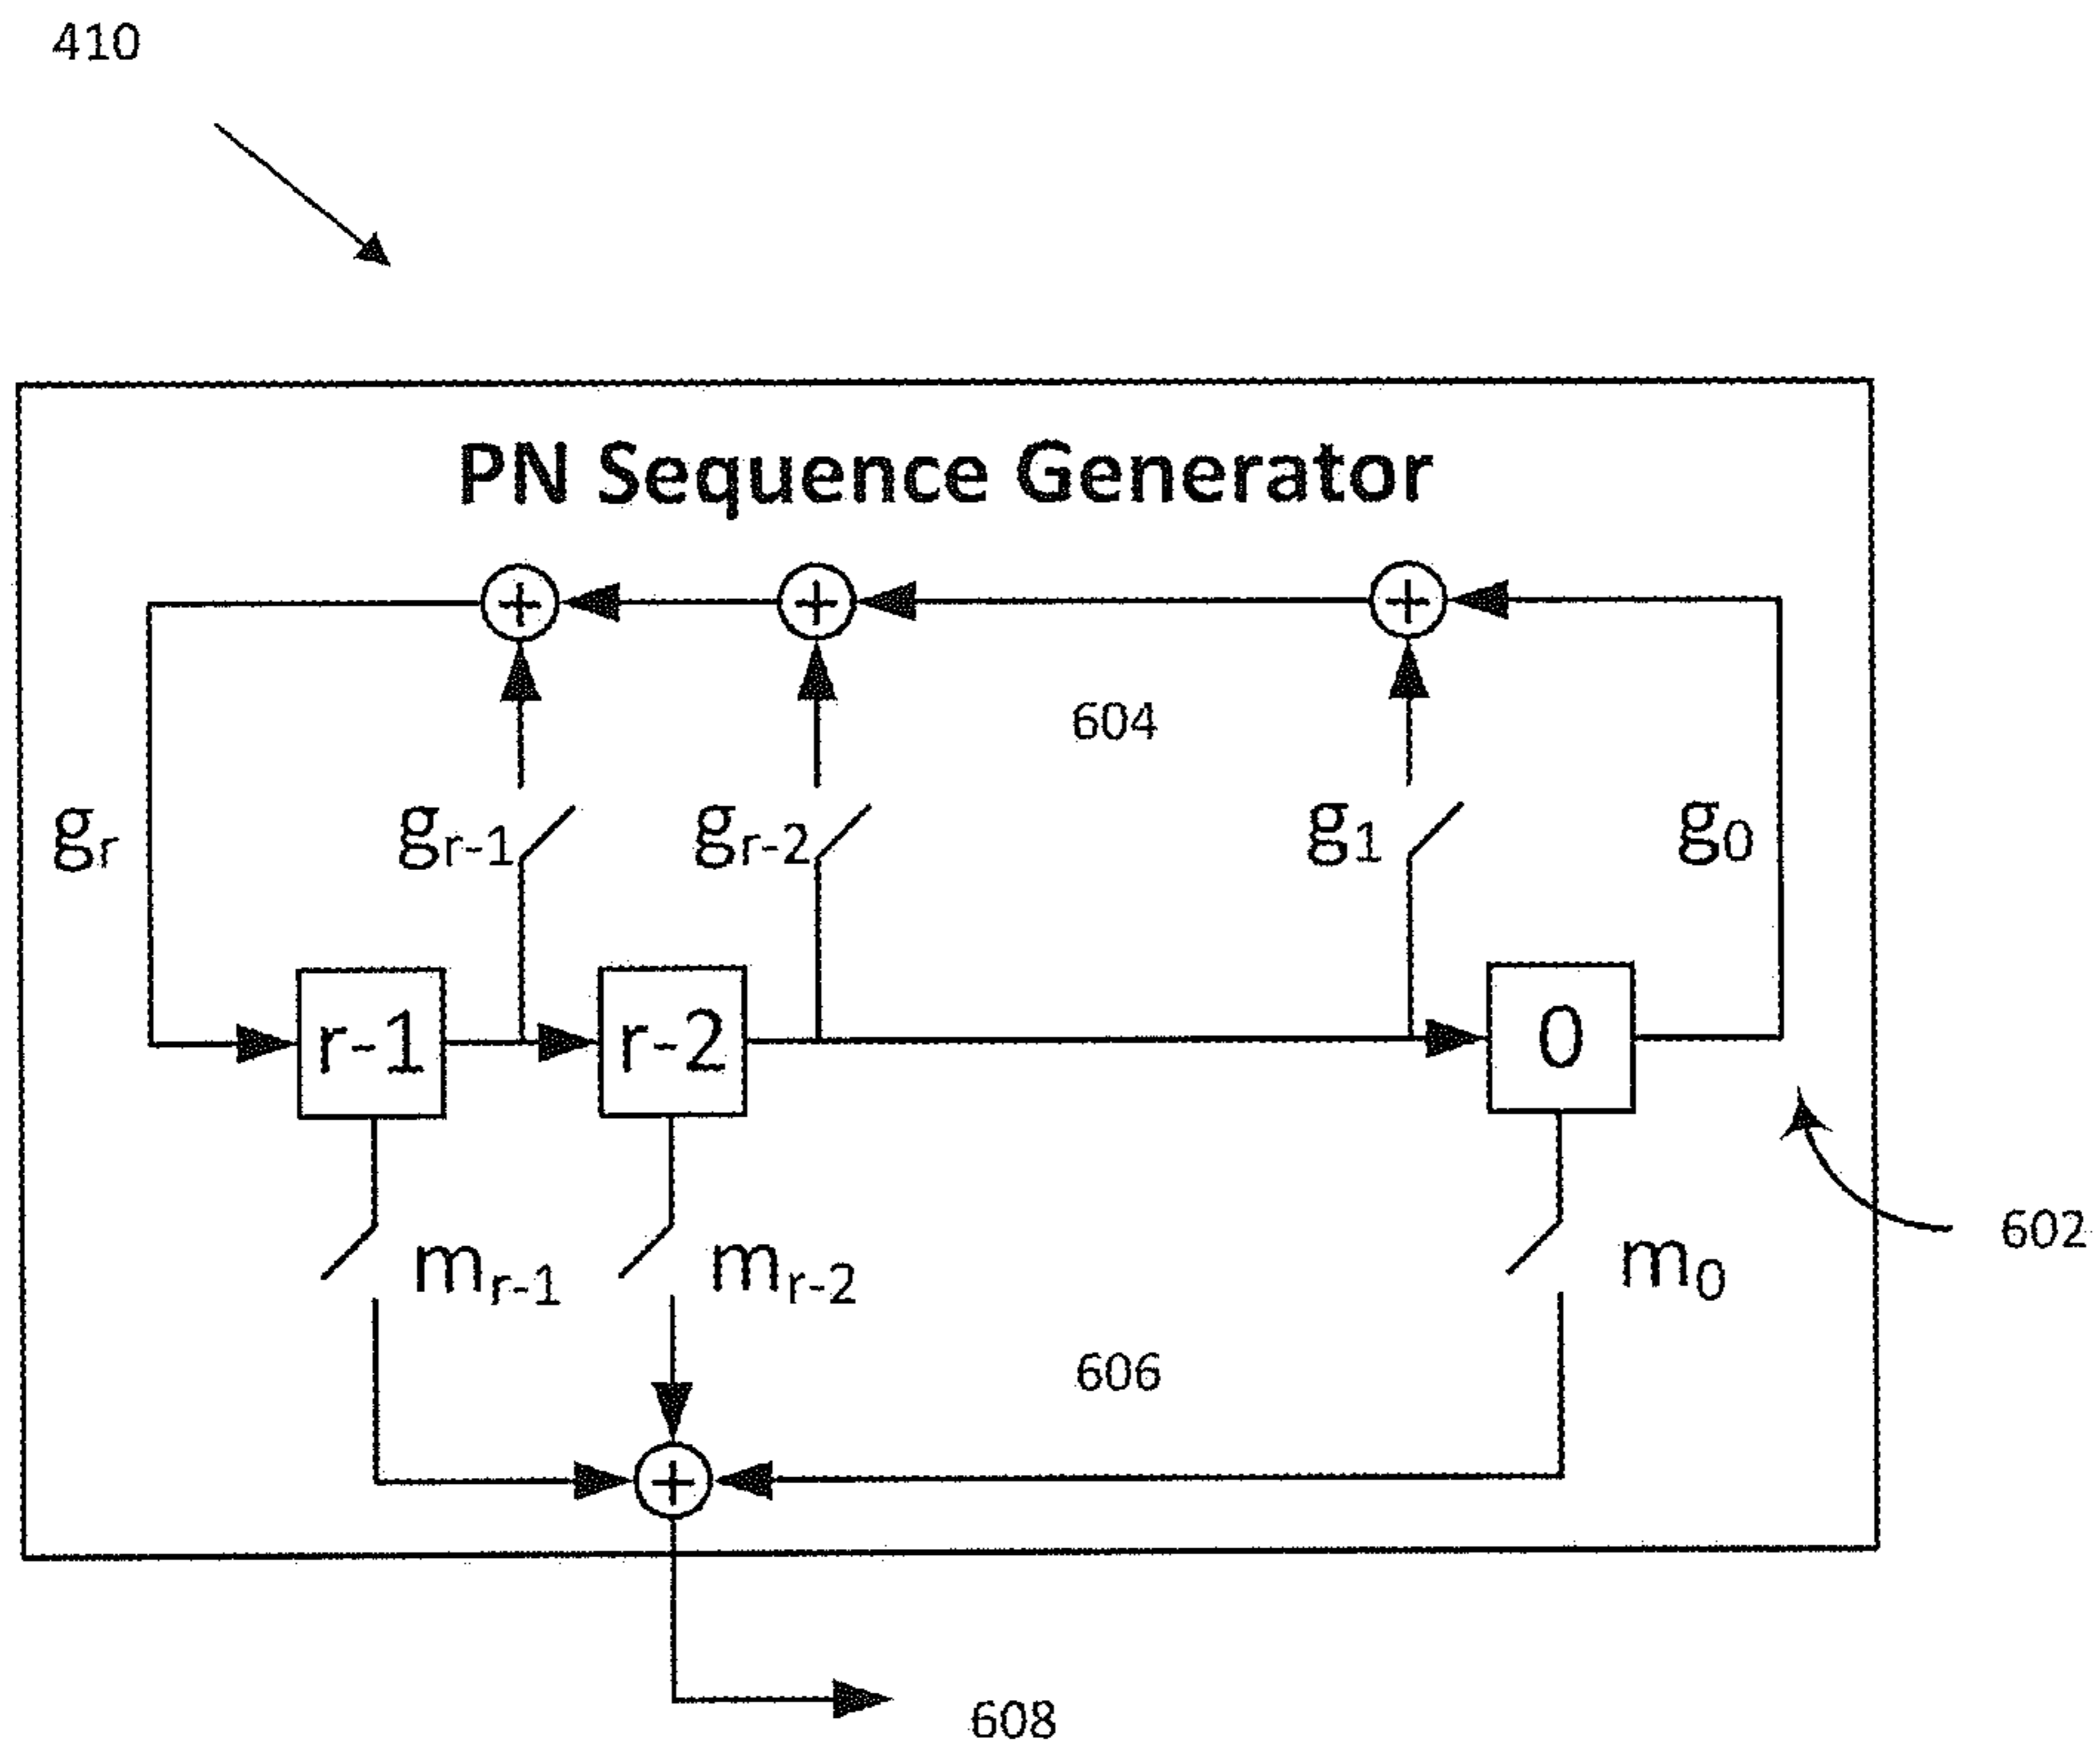 410
PN Sequence Generator
604
gr gr-1 gr-2 g1 g0
r-1 r-2 0
602
mr-1 mr-2 m0
606
608